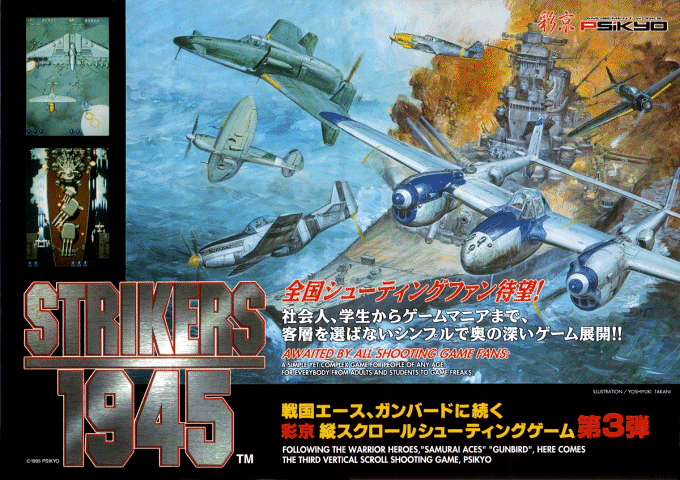 彩京 PSIKYO
STRIKERS
1945 TM
全国シューティングファン待望!
社会人、学生からゲームマニアまで、
客層を選ばないシンプルで奥の深いゲーム展開!!
AWAITED BY ALL SHOOTING GAME FANS:
A SIMPLE YET COMPLEX GAME FOR PEOPLE OF ANY AGE.
FOR EVERYBODY FROM ADULTS AND STUDENTS TO GAME FREAKS.
ILLUSTRATION / YOSHIYUKI TAKANI
戦国エース、ガンバードに続く
彩京 縦スクロールシューティングゲーム 第3弾
FOLLOWING THE WARRIOR HEROES,"SAMURAI ACES" "GUNBIRD", HERE COMES
THE THIRD VERTICAL SCROLL SHOOTING GAME, PSIKYO
©1995 PSIKYO